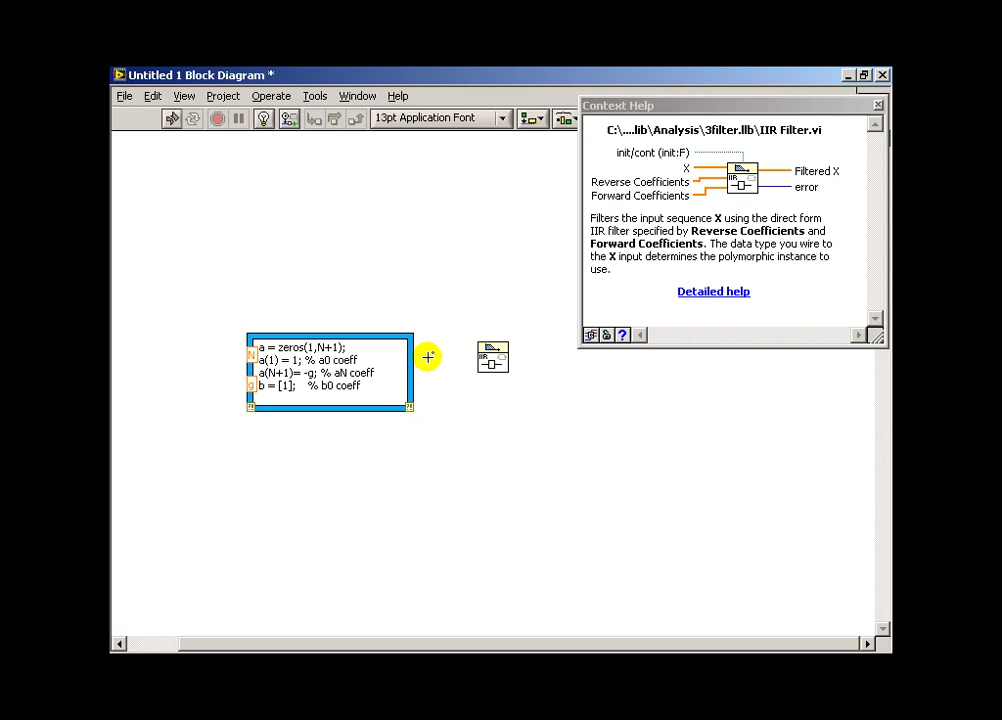 Untitled 1 Block Diagram *
File Edit View Project Operate Tools Window Help
13pt Application Font
Context Help
C:\....lib\Analysis\3filter.llb\IIR Filter.vi
init/cont (init:F)
X
Reverse Coefficients
Forward Coefficients
IIR
Filtered X
error
Filters the input sequence X using the direct form
IIR filter specified by Reverse Coefficients and
Forward Coefficients. The data type you wire to
the X input determines the polymorphic instance to
use.
Detailed help
?
N
g
a = zeros(1,N+1);
a(1) = 1; % a0 coeff
a(N+1)= -g; % aN coeff
b = [1]; % b0 coeff
?!
?!
IIR